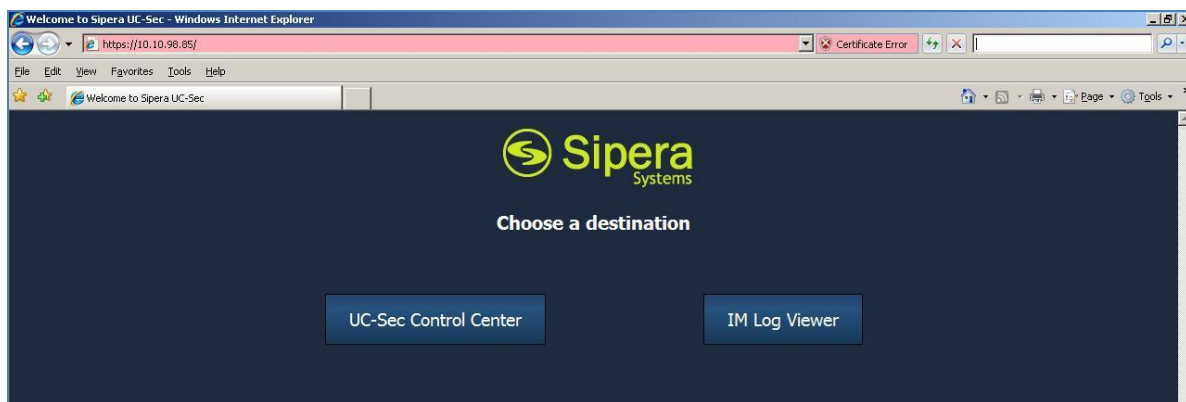 Welcome to Sipera UC-Sec - Windows Internet Explorer
https://10.10.98.85/
Certificate Error
File Edit View Favorites Tools Help
Welcome to Sipera UC-Sec
Page Tools
Sipera
Systems
Choose a destination
UC-Sec Control Center
IM Log Viewer